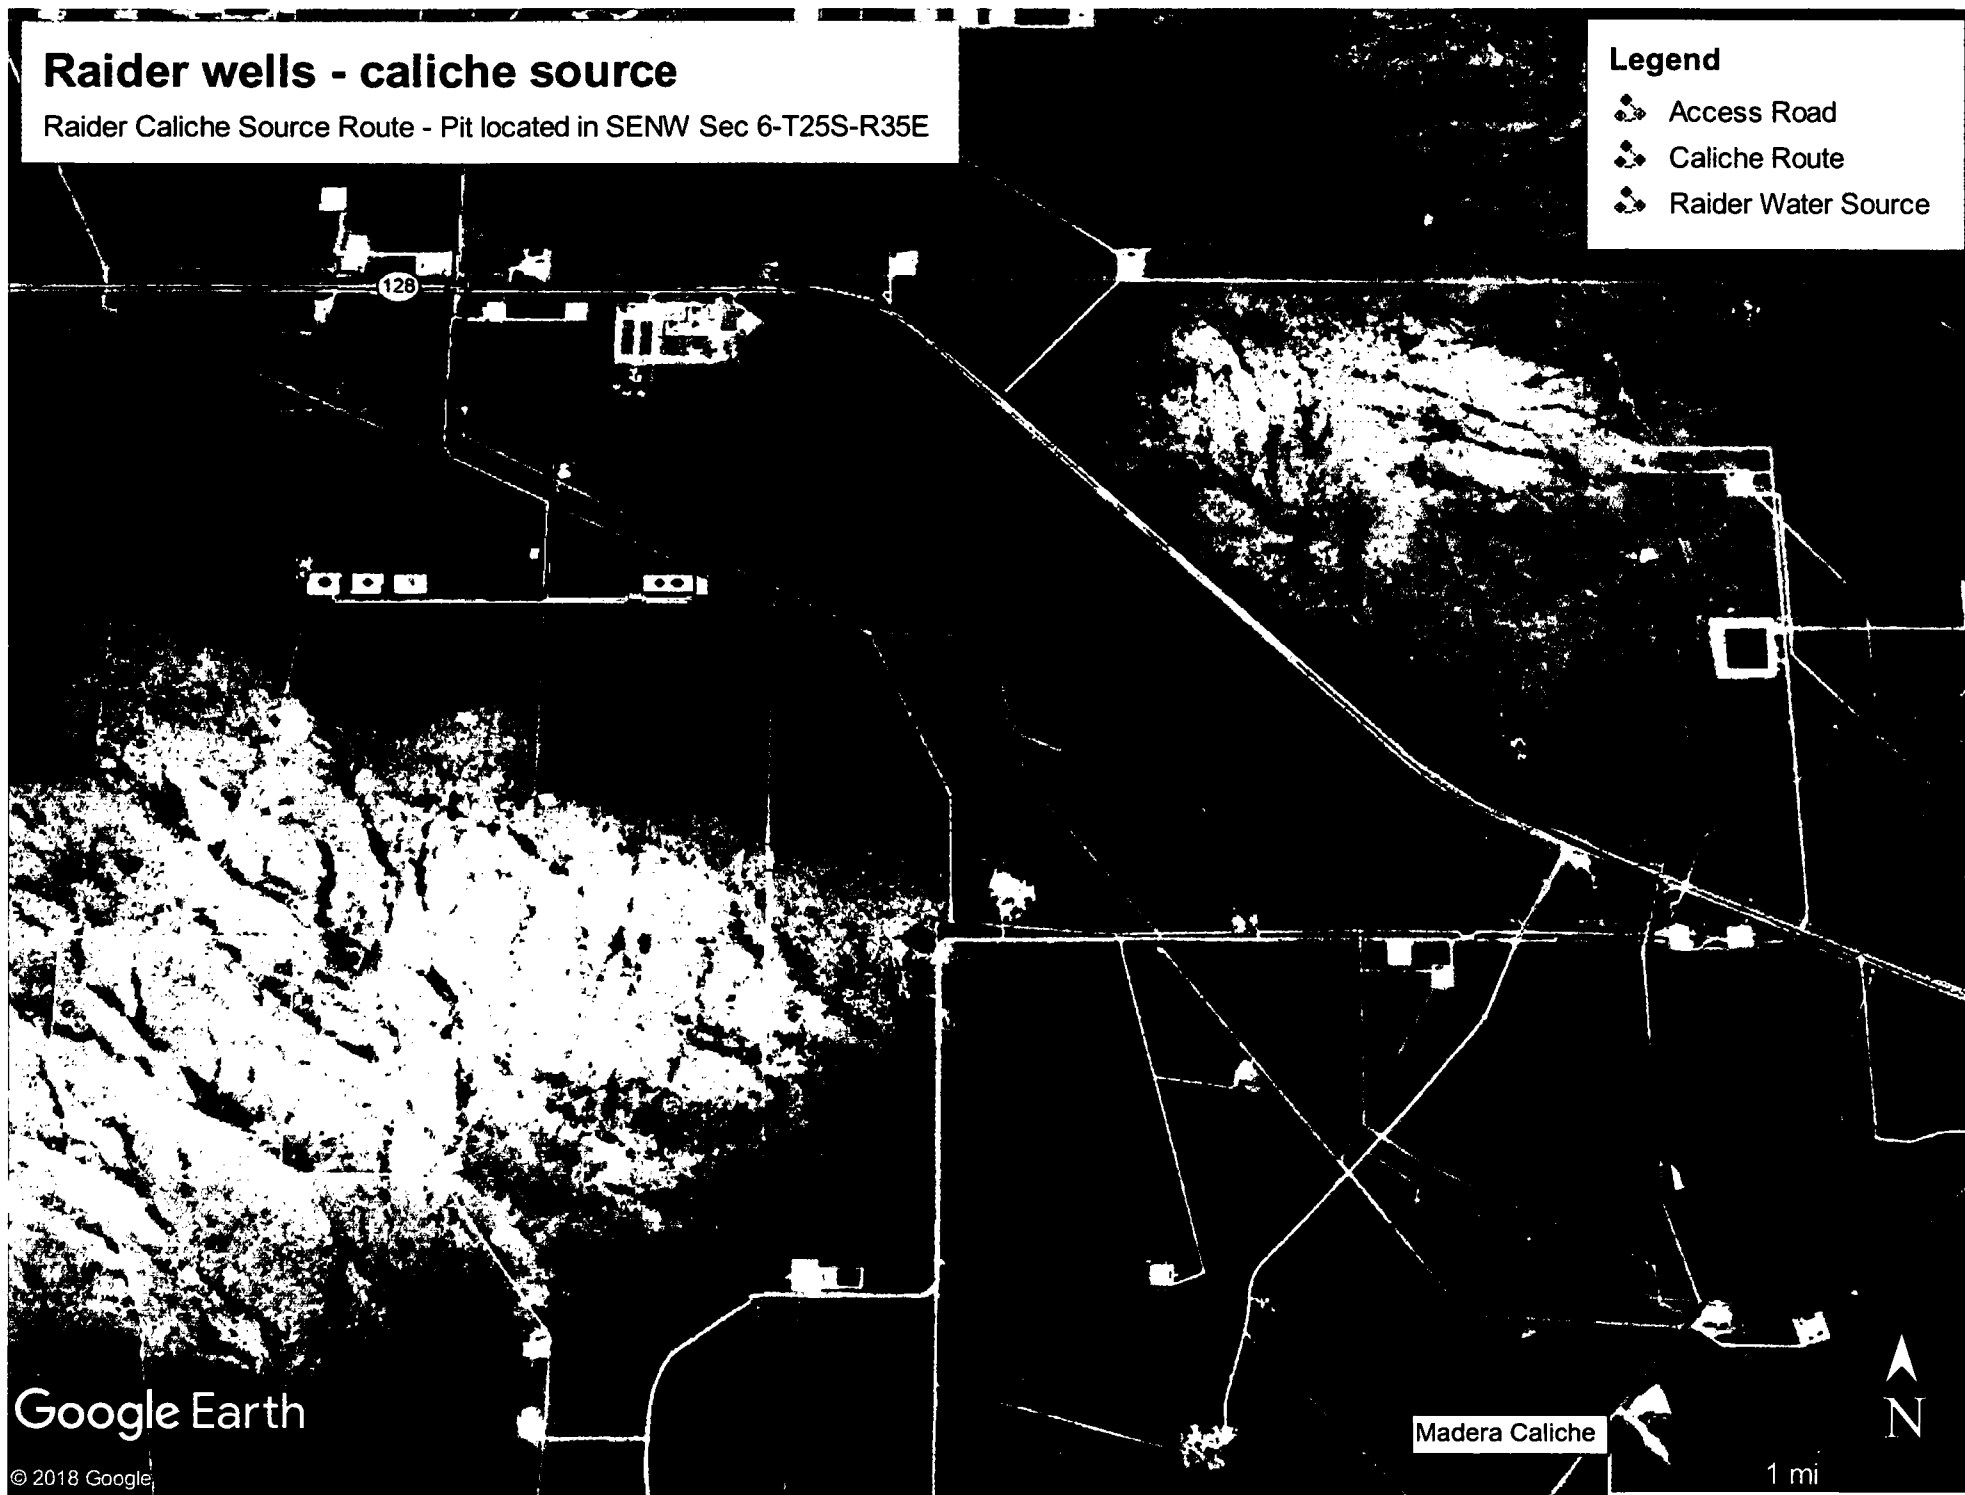 Raider wells - caliche source
Raider Caliche Source Route - Pit located in SENW Sec 6-T25S-R35E
Legend
Access Road
Caliche Route
Raider Water Source
128
Madera Caliche
Google Earth
N
© 2018 Google
1 mi